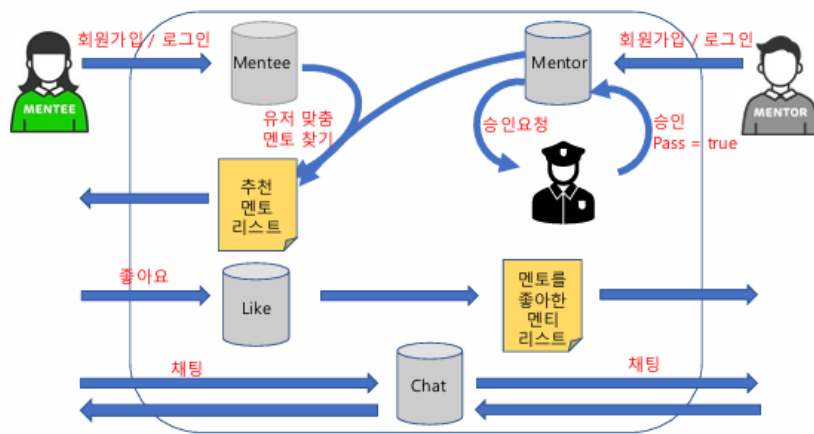 회원가입 / 로그인
회원가입 / 로그인
Mentee
Mentor
MENTEE
MENTOR
유저 맞춤
멘토 찾기
승인요청
승인
Pass = true
추천
멘토
리스트
좋아요
Like
멘토를
좋아한
멘티
리스트
채팅
Chat
채팅